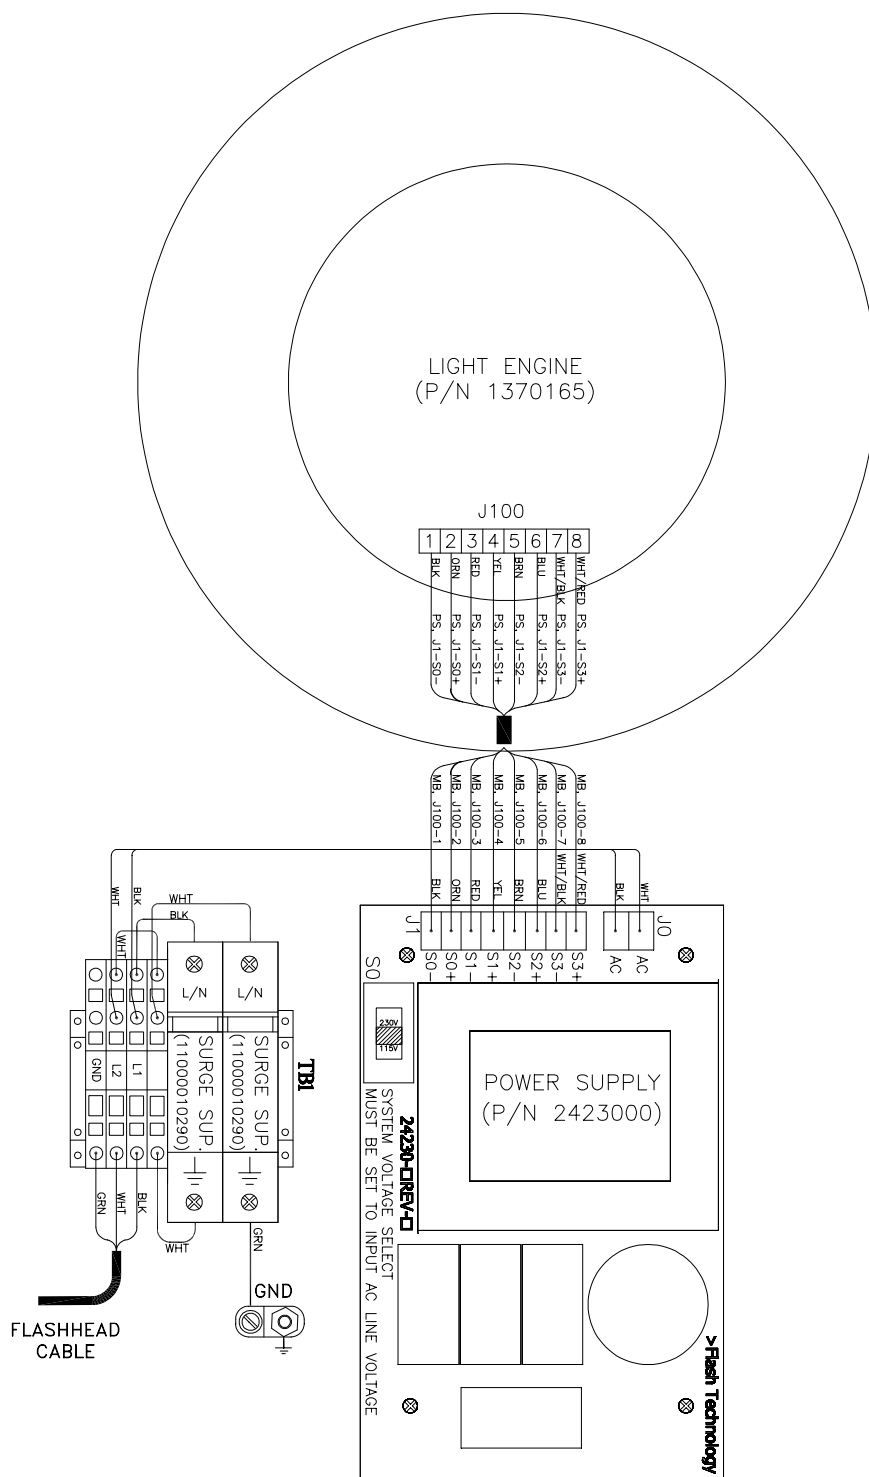 LIGHT ENGINE
(P/N 1370165)
J100
1 2 3 4 5 6 7 8
BLK
ORN
RED
YEL
BRN
BLU
WHT/BLK
WHT/RED
PS, J1-S0-
PS, J1-S0+
PS, J1-S1-
PS, J1-S1+
PS, J1-S2-
PS, J1-S2+
PS, J1-S3-
PS, J1-S3+
MB, J100-1
MB, J100-2
MB, J100-3
MB, J100-4
MB, J100-5
MB, J100-6
MB, J100-7
MB, J100-8
BLK
ORN
RED
YEL
BRN
BLU
WHT/BLK
WHT/RED
BLK
WHT
J1
J0
S0-
S0+
S1-
S1+
S2-
S2+
S3-
S3+
AC
AC
S0
230V
115V
POWER SUPPLY
(P/N 2423000)
24230-□REV-□
SYSTEM VOLTAGE SELECT
MUST BE SET TO INPUT AC LINE VOLTAGE
>Flash Technology
WHT
BLK
WHT
BLK
WHT
L/N
L/N
GND
L2
L1
SURGE SUP.
(11000010290)
SURGE SUP.
(11000010290)
TB1
GRN
WHT
BLK
WHT
GRN
GND
FLASHHEAD
CABLE